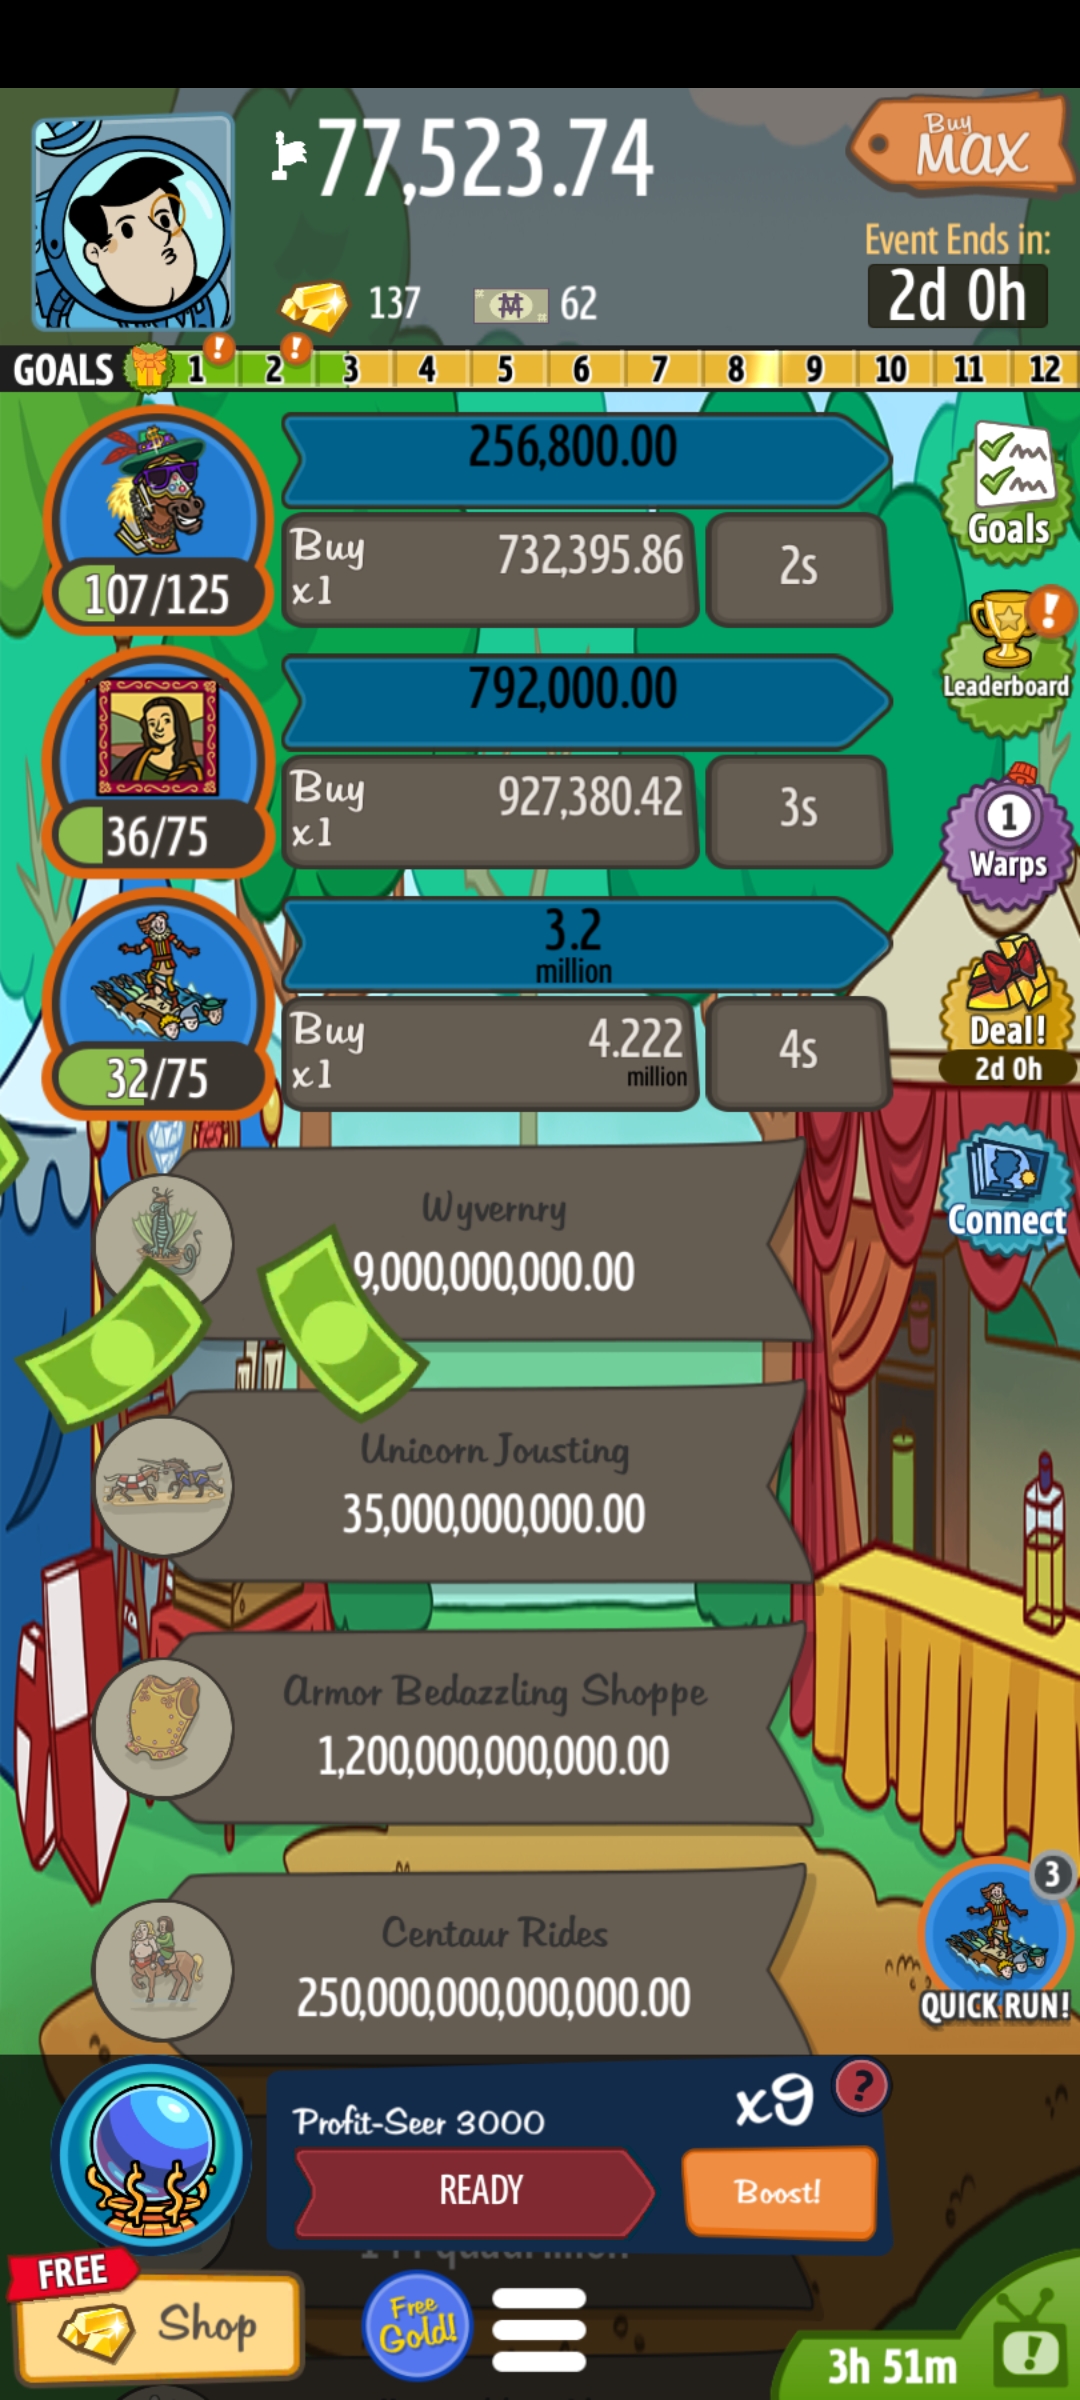 77,523.74
Buy
MAX
Event Ends in:
2d 0h
137
62
GOALS 1 ! 2 ! 3 4 5 6 7 8 9 10 11 12
256,800.00
Buy
x1
732,395.86
2s
107/125
Goals
792,000.00
Buy
x1
927,380.42
3s
36/75
!
Leaderboard
1
Warps
3.2
million
Buy
x1
4.222
million
4s
32/75
Deal!
2d 0h
Connect
Wyvernry
9,000,000,000.00
Unicorn Jousting
35,000,000,000.00
Armor Bedazzling Shoppe
1,200,000,000,000.00
Centaur Rides
250,000,000,000,000.00
3
QUICK RUN!
Profit-Seer 3000
x9
?
READY
Boost!
FREE
Shop
Free
Gold!
3h 51m
!